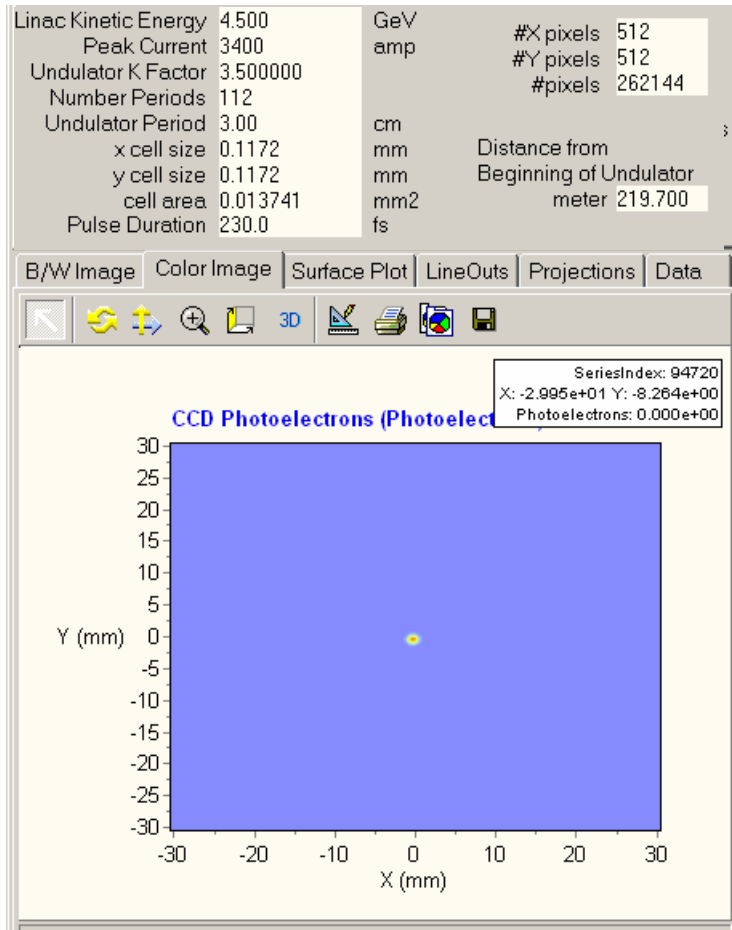 Linac Kinetic Energy 4.500 GeV
Peak Current 3400 amp
Undulator K Factor 3.500000
Number Periods 112
Undulator Period 3.00 cm
x cell size 0.1172 mm
y cell size 0.1172 mm
cell area 0.013741 mm2
Pulse Duration 230.0 fs
#X pixels 512
#Y pixels 512
#pixels 262144
Distance from
Beginning of Undulator
meter 219.700
B/W Image Color Image Surface Plot LineOuts Projections Data
3D
SeriesIndex: 94720
X: -2.995e+01 Y: -8.264e+00
Photoelectrons: 0.000e+00
CCD Photoelectrons
30
25
20
15
10
5
Y (mm) 0
-5
-10
-15
-20
-25
-30
-30 -20 -10 0 10 20 30
X (mm)